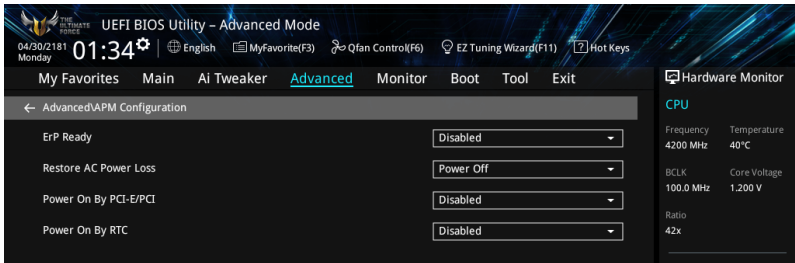 THE ULTIMATE FORCE
UEFI BIOS Utility – Advanced Mode
04/30/2181 Monday
01:34
English
MyFavorite(F3)
Qfan Control(F6)
EZ Tuning Wizard(F11)
? Hot Keys
My Favorites Main Ai Tweaker Advanced Monitor Boot Tool Exit
← Advanced\APM Configuration
ErP Ready Disabled
Restore AC Power Loss Power Off
Power On By PCI-E/PCI Disabled
Power On By RTC Disabled
Hardware Monitor
CPU
Frequency Temperature
4200 MHz 40°C
BCLK Core Voltage
100.0 MHz 1.200 V
Ratio
42x